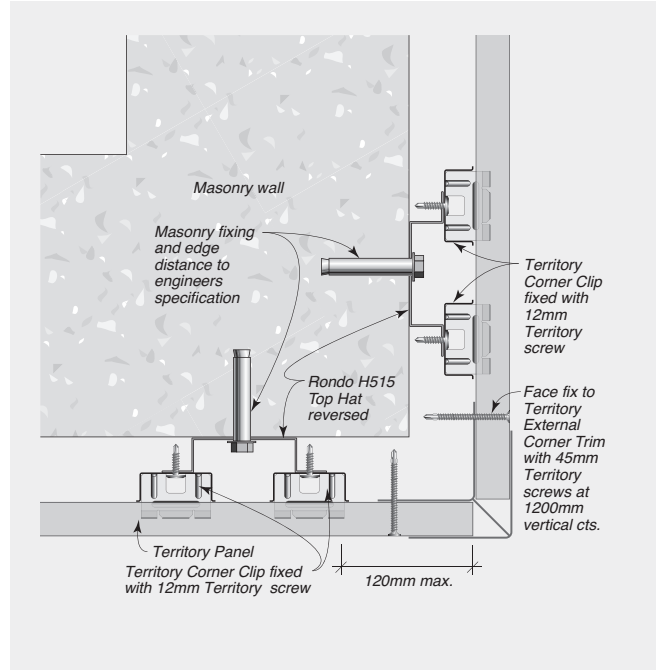 Masonry wall
Masonry fixing
and edge
distance to
engineers
specification
Territory
Corner Clip
fixed with
12mm
Territory
screw
Rondo H515
Top Hat
reversed
Face fix to
Territory
External
Corner Trim
with 45mm
Territory
screws at
1200mm
vertical cts.
Territory Panel
Territory Corner Clip fixed
with 12mm Territory screw
120mm max.